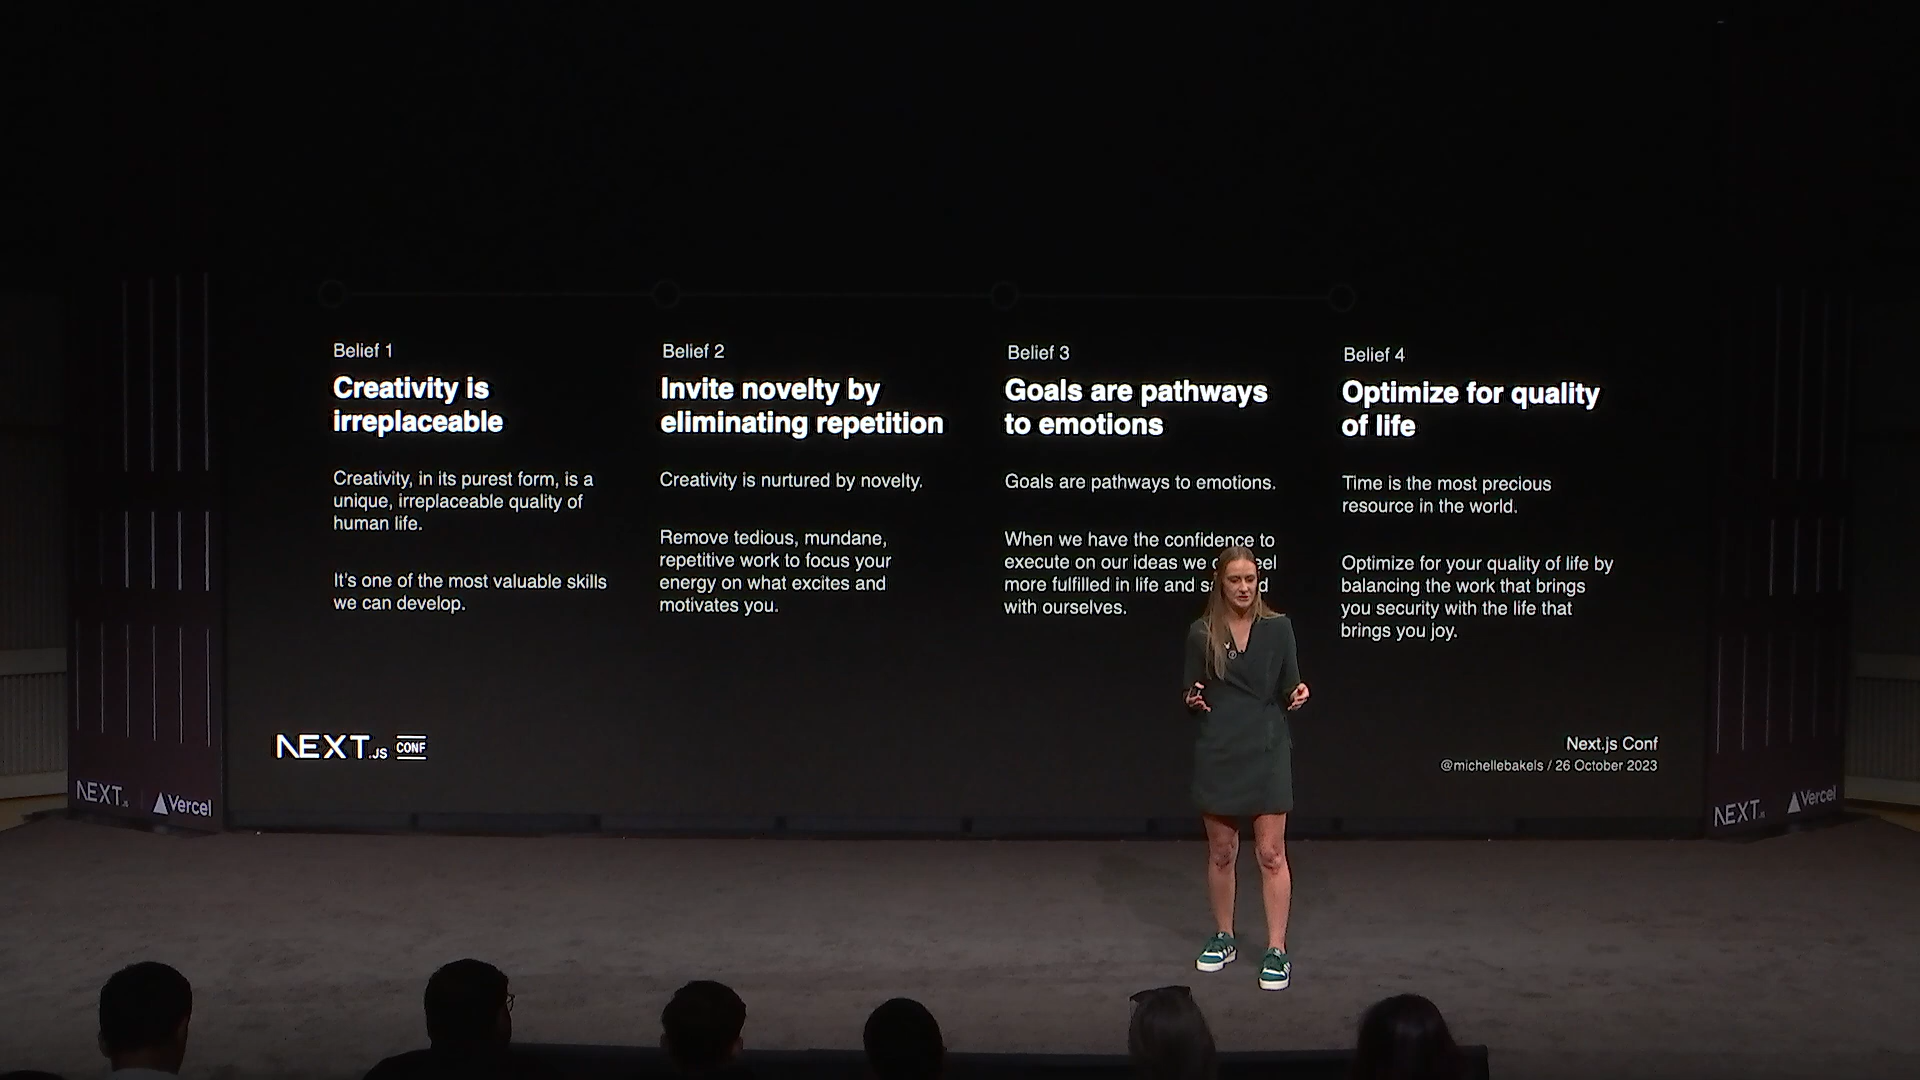 Belief 1
Creativity is
irreplaceable
Creativity, in its purest form, is a
unique, irreplaceable quality of
human life.
It's one of the most valuable skills
we can develop.
Belief 2
Invite novelty by
eliminating repetition
Creativity is nurtured by novelty.
Remove tedious, mundane,
repetitive work to focus your
energy on what excites and
motivates you.
Belief 3
Goals are pathways
to emotions
Goals are pathways to emotions.
When we have the confidence to
execute on our ideas we
more fulfilled in life and
with ourselves.
Belief 4
Optimize for quality
of life
Time is the most precious
resource in the world.
Optimize for your quality of life by
balancing the work that brings
you security with the life that
brings you joy.
NEXT.JS CONF
Next.js Conf
@michellebakels / 26 October 2023
NEXT.JS Vercel
NEXT.JS Vercel